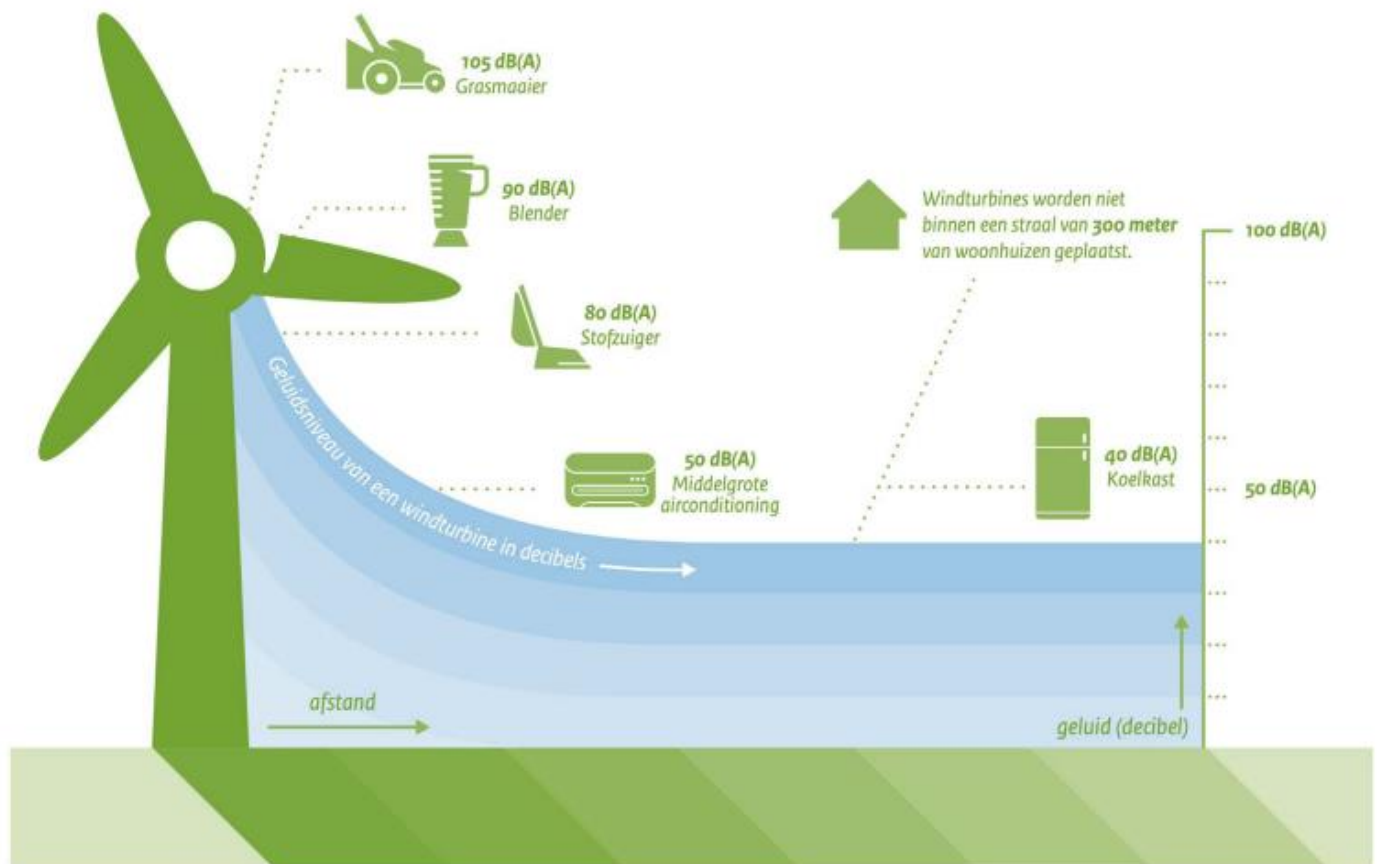 105 dB(A)
Grasmaaier
90 dB(A)
Blender
Windturbines worden niet
binnen een straal van 300 meter
van woonhuizen geplaatst.
100 dB(A)
80 dB(A)
Stofzuiger
Geluidsniveau van een windturbine in decibels
50 dB(A)
Middelgrote
airconditioning
40 dB(A)
Koelkast
50 dB(A)
afstand
geluid (decibel)